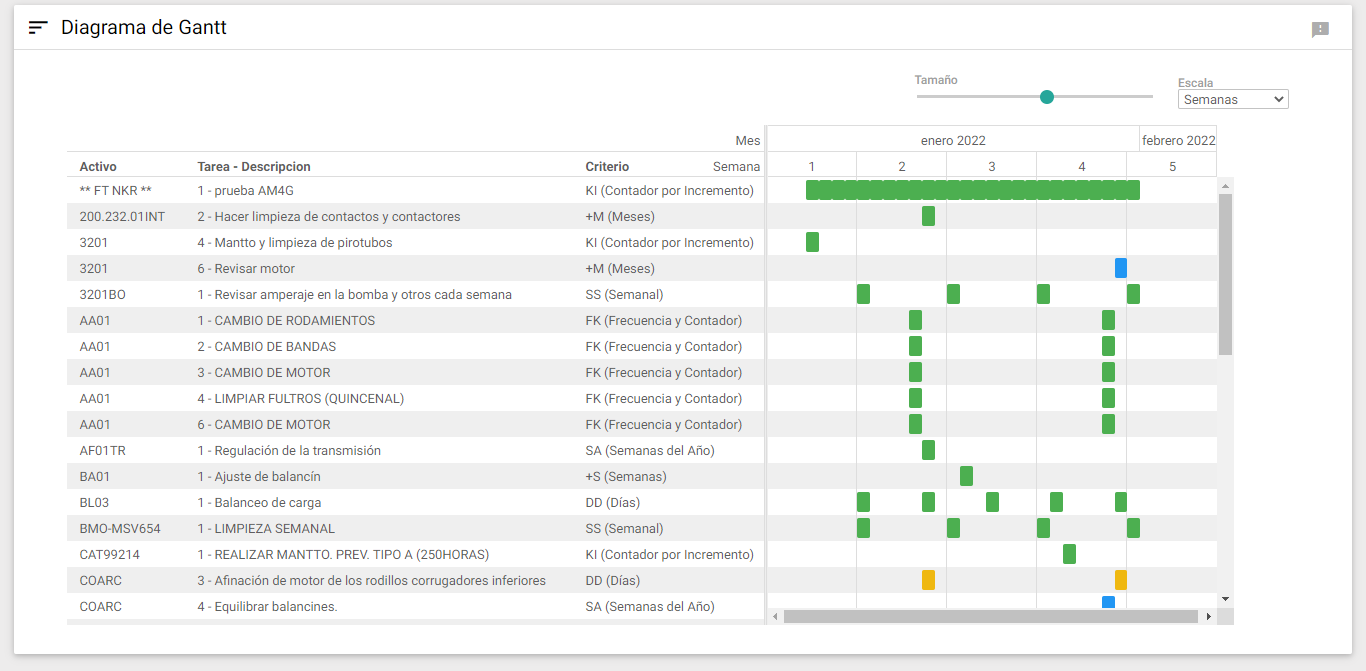 Diagrama de Gantt
Tamaño
Escala
Semanas
Mes enero 2022 febrero 2022
Activo Tarea - Descripcion Criterio Semana 1 2 3 4 5
** FT NKR ** 1 - prueba AM4G KI (Contador por Incremento)
200.232.01INT 2 - Hacer limpieza de contactos y contactores +M (Meses)
3201 4 - Mantto y limpieza de pirotubos KI (Contador por Incremento)
3201 6 - Revisar motor +M (Meses)
3201BO 1 - Revisar amperaje en la bomba y otros cada semana SS (Semanal)
AA01 1 - CAMBIO DE RODAMIENTOS FK (Frecuencia y Contador)
AA01 2 - CAMBIO DE BANDAS FK (Frecuencia y Contador)
AA01 3 - CAMBIO DE MOTOR FK (Frecuencia y Contador)
AA01 4 - LIMPIAR FULTROS (QUINCENAL) FK (Frecuencia y Contador)
AA01 6 - CAMBIO DE MOTOR FK (Frecuencia y Contador)
AF01TR 1 - Regulación de la transmisión SA (Semanas del Año)
BA01 1 - Ajuste de balancín +S (Semanas)
BL03 1 - Balanceo de carga DD (Días)
BMO-MSV654 1 - LIMPIEZA SEMANAL SS (Semanal)
CAT99214 1 - REALIZAR MANTTO. PREV. TIPO A (250HORAS) KI (Contador por Incremento)
COARC 3 - Afinación de motor de los rodillos corrugadores inferiores DD (Días)
COARC 4 - Equilibrar balancines. SA (Semanas del Año)